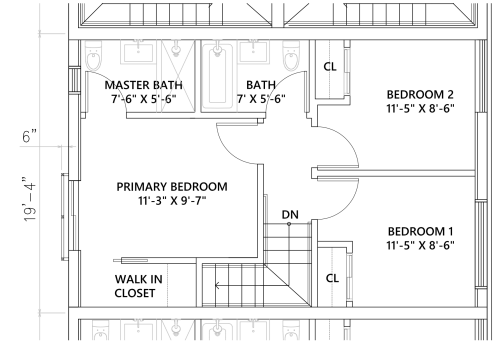 CL
MASTER BATH
7'-6" X 5'-6"
BATH
7' X 5'-6"
BEDROOM 2
11'-5" X 8'-6"
6"
19'-4"
PRIMARY BEDROOM
11'-3" X 9'-7"
DN
BEDROOM 1
11'-5" X 8'-6"
WALK IN
CLOSET
CL